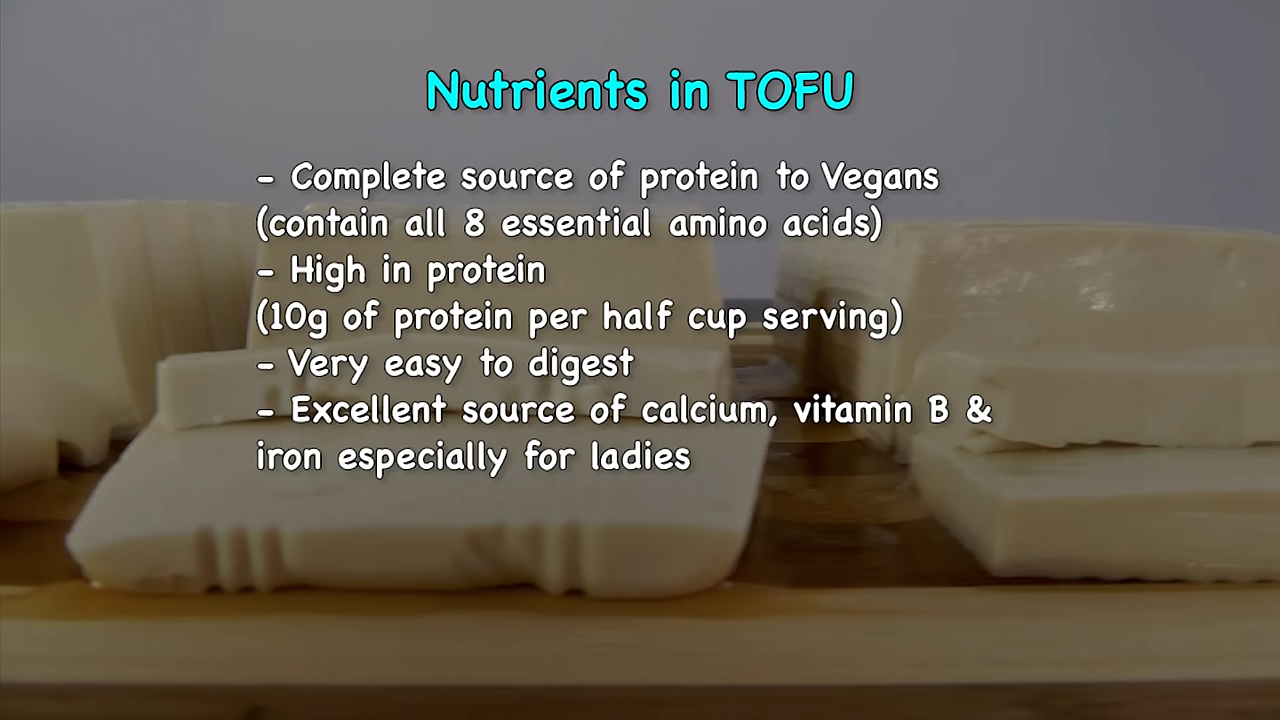 Nutrients in TOFU
- Complete source of protein to Vegans
(contain all 8 essential amino acids)
- High in protein
(10g of protein per half cup serving)
- Very easy to digest
- Excellent source of calcium, vitamin B &
iron especially for ladies